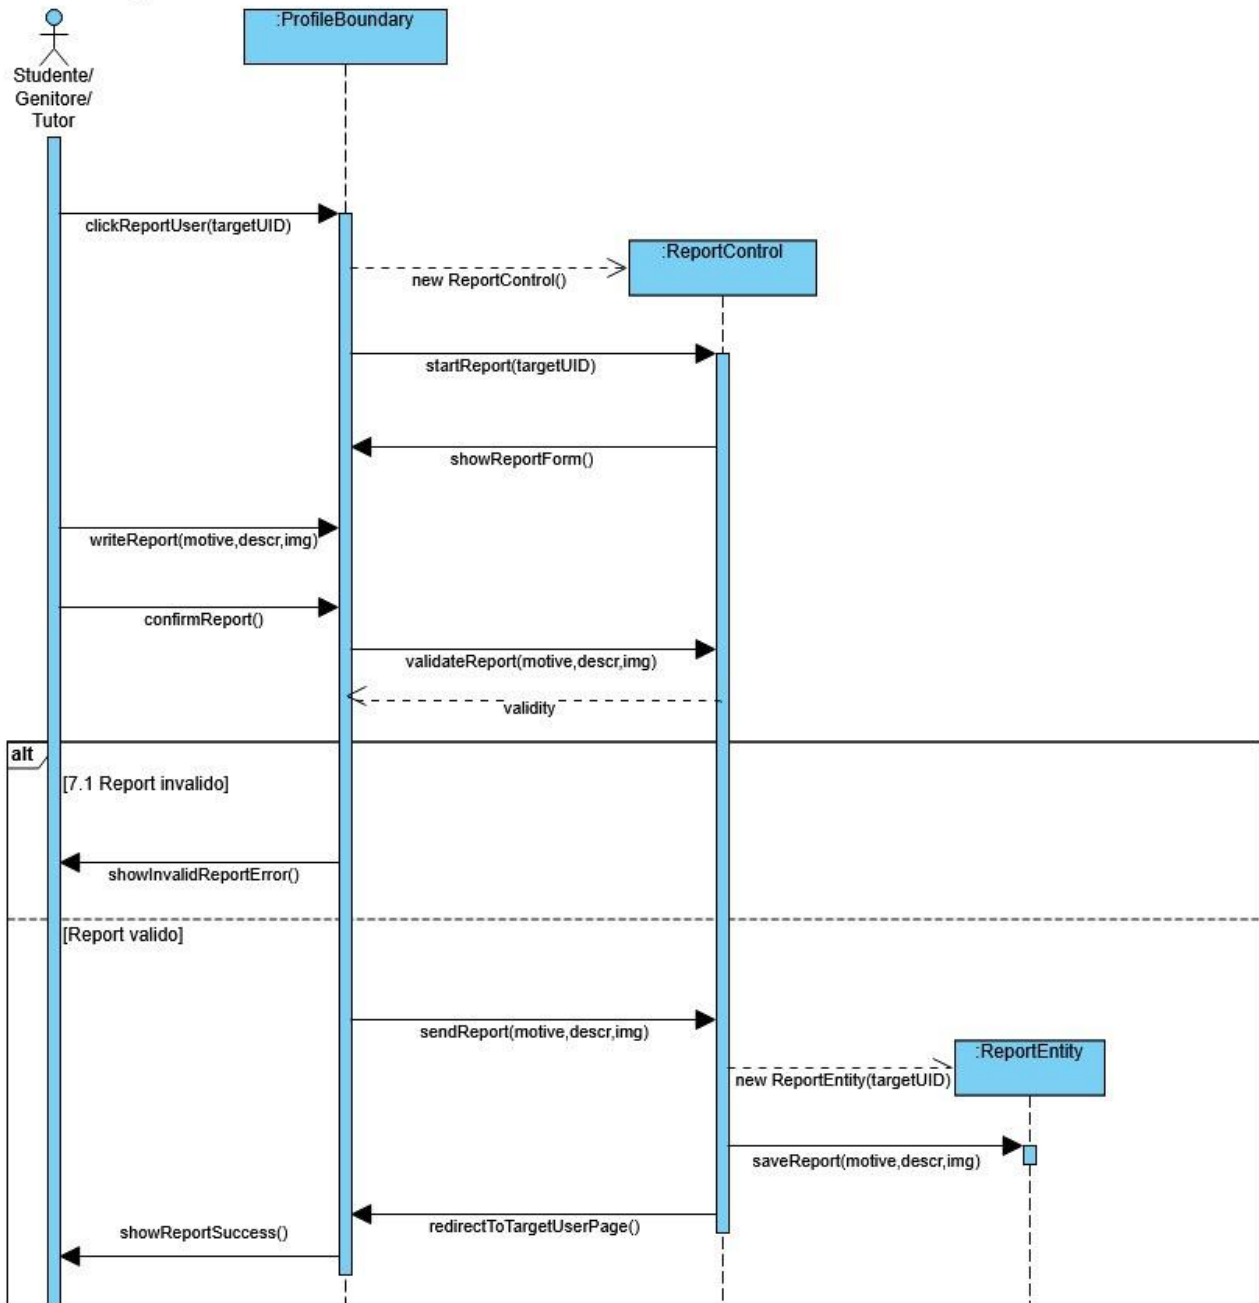 :ProfileBoundary
Studente/
Genitore/
Tutor
clickReportUser(targetUID)
:ReportControl
new ReportControl()
startReport(targetUID)
showReportForm()
writeReport(motive,descr,img)
confirmReport()
validateReport(motive,descr,img)
validity
alt
[7.1 Report invalido]
showInvalidReportError()
[Report valido]
sendReport(motive,descr,img)
:ReportEntity
new ReportEntity(targetUID)
saveReport(motive,descr,img)
redirectToTargetUserPage()
showReportSuccess()